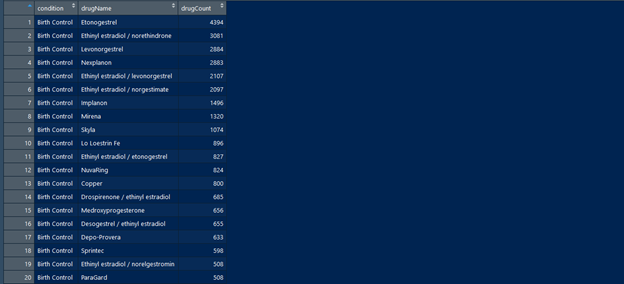 condition drugName drugCount
1 Birth Control Etonogestrel 4394
2 Birth Control Ethinyl estradiol / norethindrone 3081
3 Birth Control Levonorgestrel 2884
4 Birth Control Nexplanon 2883
5 Birth Control Ethinyl estradiol / levonorgestrel 2107
6 Birth Control Ethinyl estradiol / norgestimate 2097
7 Birth Control Implanon 1496
8 Birth Control Mirena 1320
9 Birth Control Skyla 1074
10 Birth Control Lo Loestrin Fe 896
11 Birth Control Ethinyl estradiol / etonogestrel 827
12 Birth Control NuvaRing 824
13 Birth Control Copper 800
14 Birth Control Drospirenone / ethinyl estradiol 685
15 Birth Control Medroxyprogesterone 656
16 Birth Control Desogestrel / ethinyl estradiol 655
17 Birth Control Depo-Provera 633
18 Birth Control Sprintec 598
19 Birth Control Ethinyl estradiol / norelgestromin 508
20 Birth Control ParaGard 508